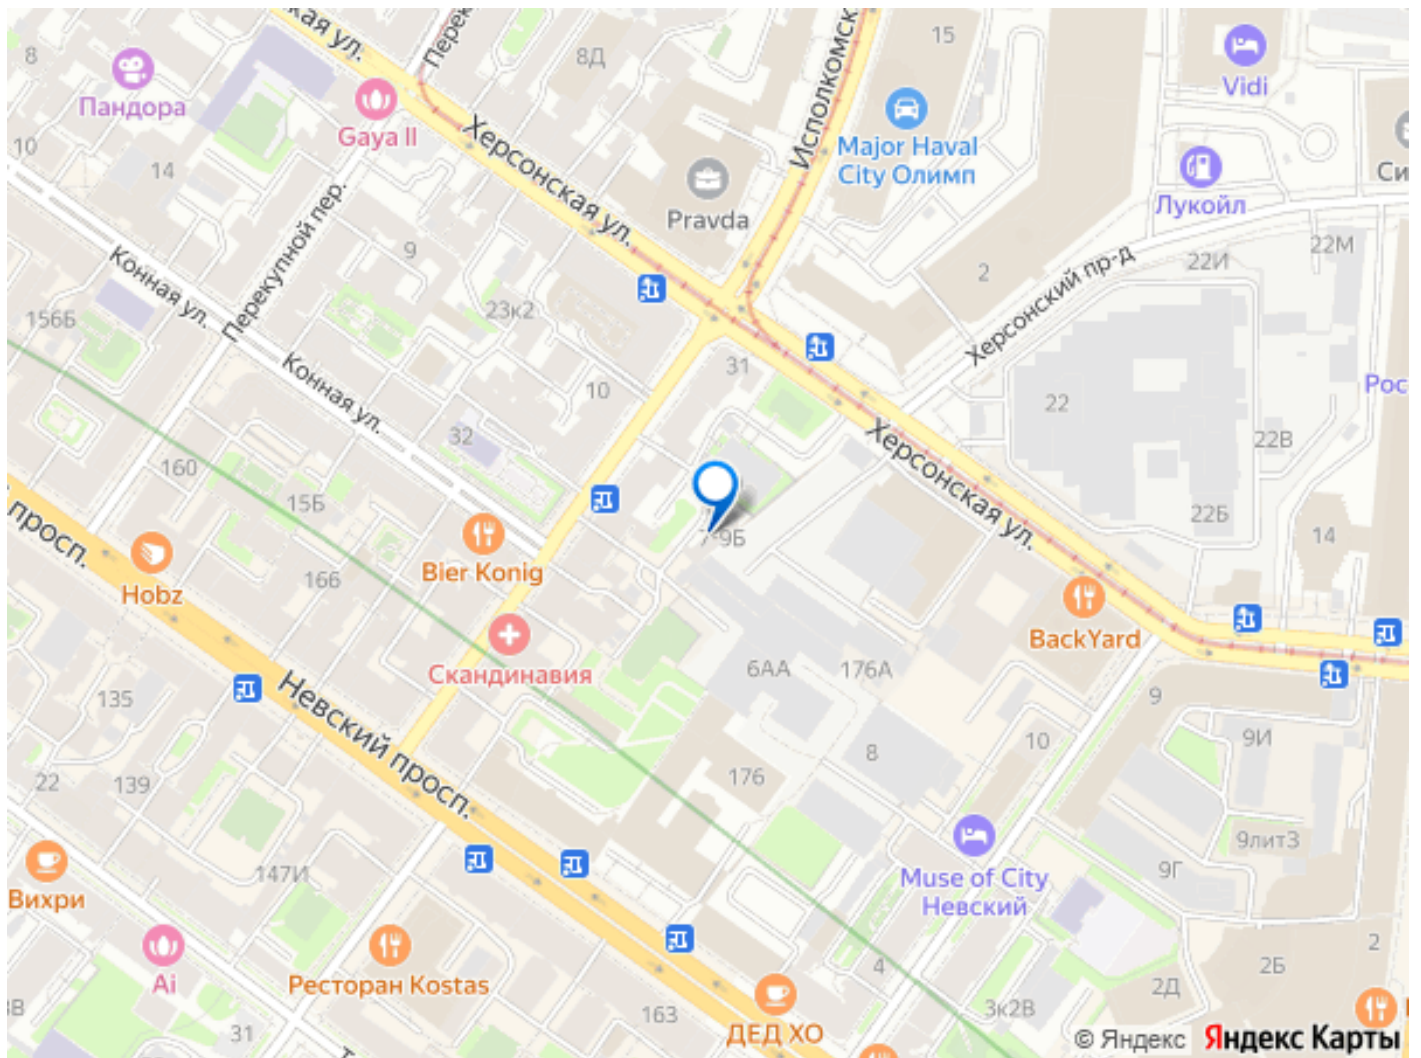 8
Пандора
Gaya II
8Д
15
Major Haval
City Олимп
Vidi
Лукойл
Pravda
10
14
9
Херсонская ул.
Перекупной пер.
Конная ул.
156Б
23к2
2
Херсонский пр-д
22И
22М
31
10
Конная ул.
32
22
22В
160
15Б
Херсонская ул.
22Б
14
7-9Б
Hobz
166
Bier Konig
BackYard
Скандинавия
6АА
176А
135
Невский просп.
просп.
9
9И
10
8
176
22
139
147И
Вихри
9литЗ
9Г
Muse of City
Невский
Ai
Ресторан Kostas
4
2
2Б
2Д
3к2В
31
163
ДЕД ХО
© Яндекс Яндекс Карты